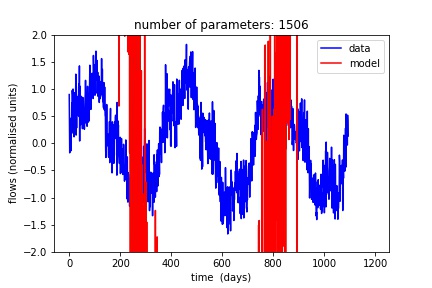 number of parameters: 1506
data
model
2.0
1.5
1.0
0.5
0.0
−0.5
−1.0
−1.5
−2.0
flows (normalised units)
0 200 400 600 800 1000 1200
time (days)